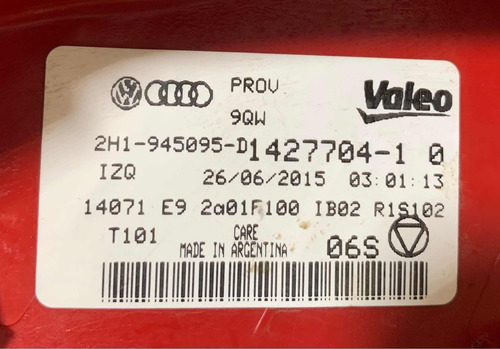 PROV
Valeo
9QW
2H1-945095-D 1427704-1 0
IZQ 26/06/2015 03:01:13
14071 E9 2a01F100 IB02 R1S102
T101 CARE 06S
MADE IN ARGENTINA